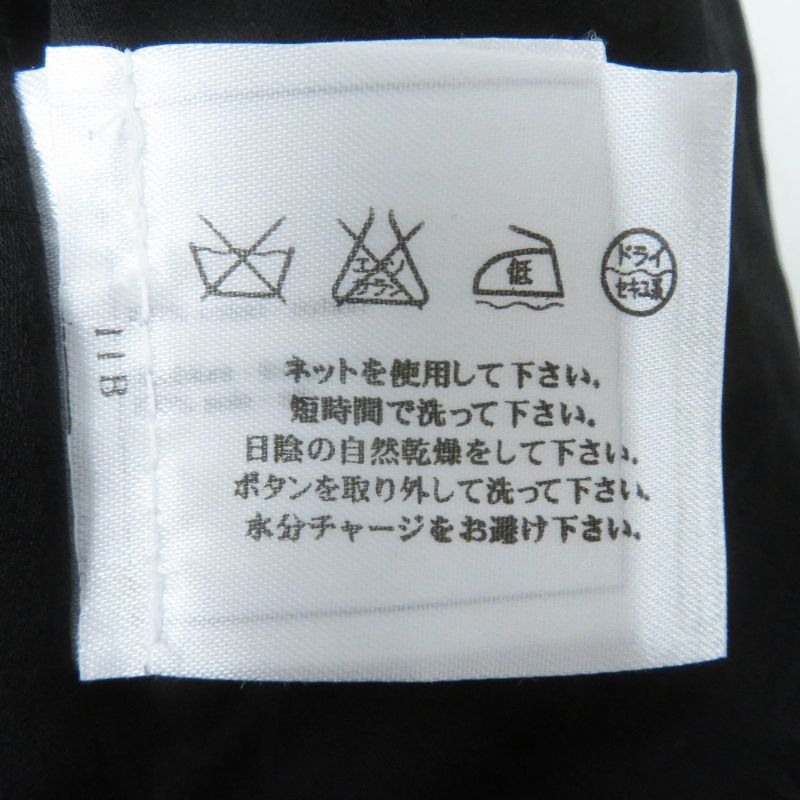 エンソ
サラシ
低
ドライ
セキユ系
ネットを使用して下さい.
短時間で洗って下さい.
日陰の自然乾燥をして下さい.
ボタンを取り外して洗って下さい.
水分チャージをお避け下さい.
11B